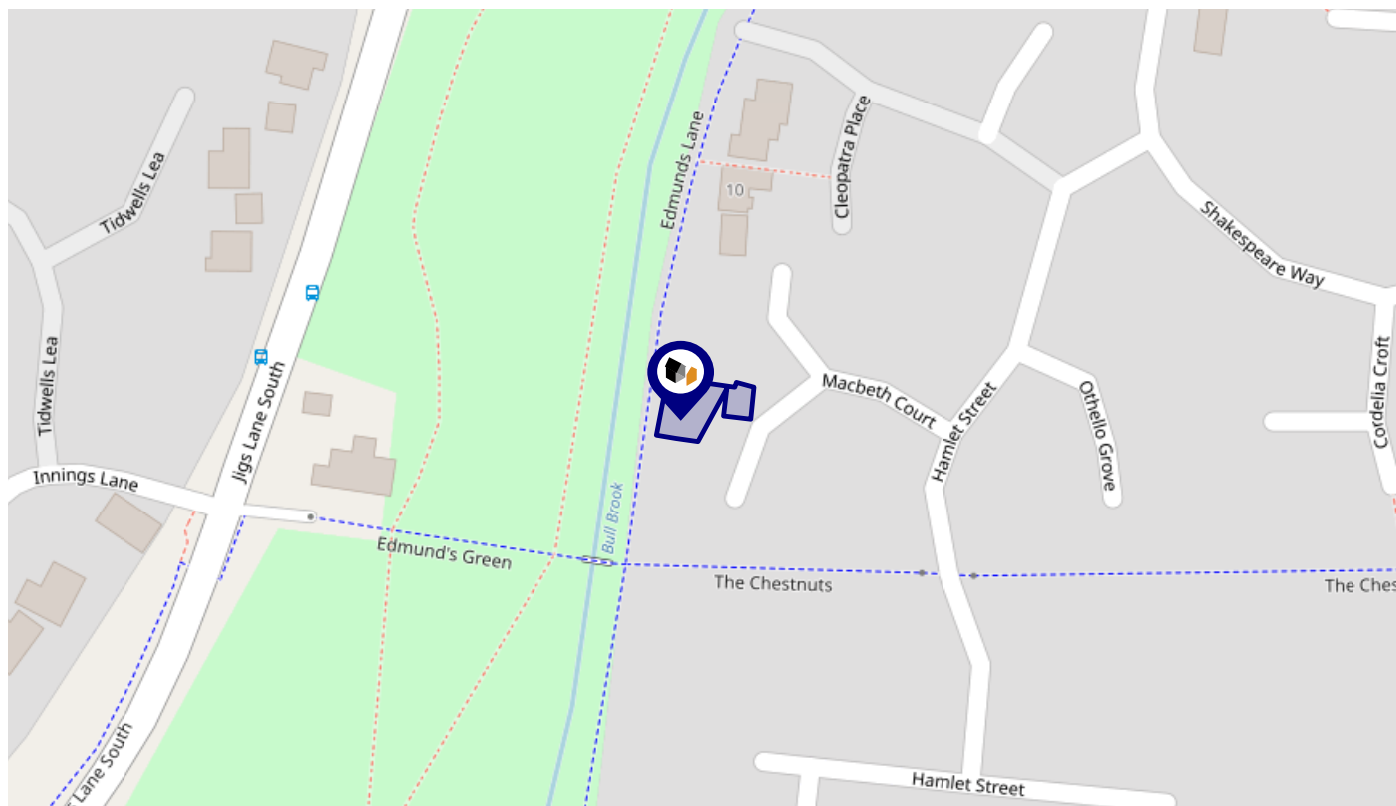 Tidwells Lea
Edmunds Lane
10
Cleopatra Place
Shakespeare Way
Tidwells Lea
Jigs Lane South
Macbeth Court
Hamlet Street
Othello Grove
Cordelia Croft
Innings Lane
Edmund's Green
Bull Brook
The Chestnuts
The Ches
s Lane South
Hamlet Street